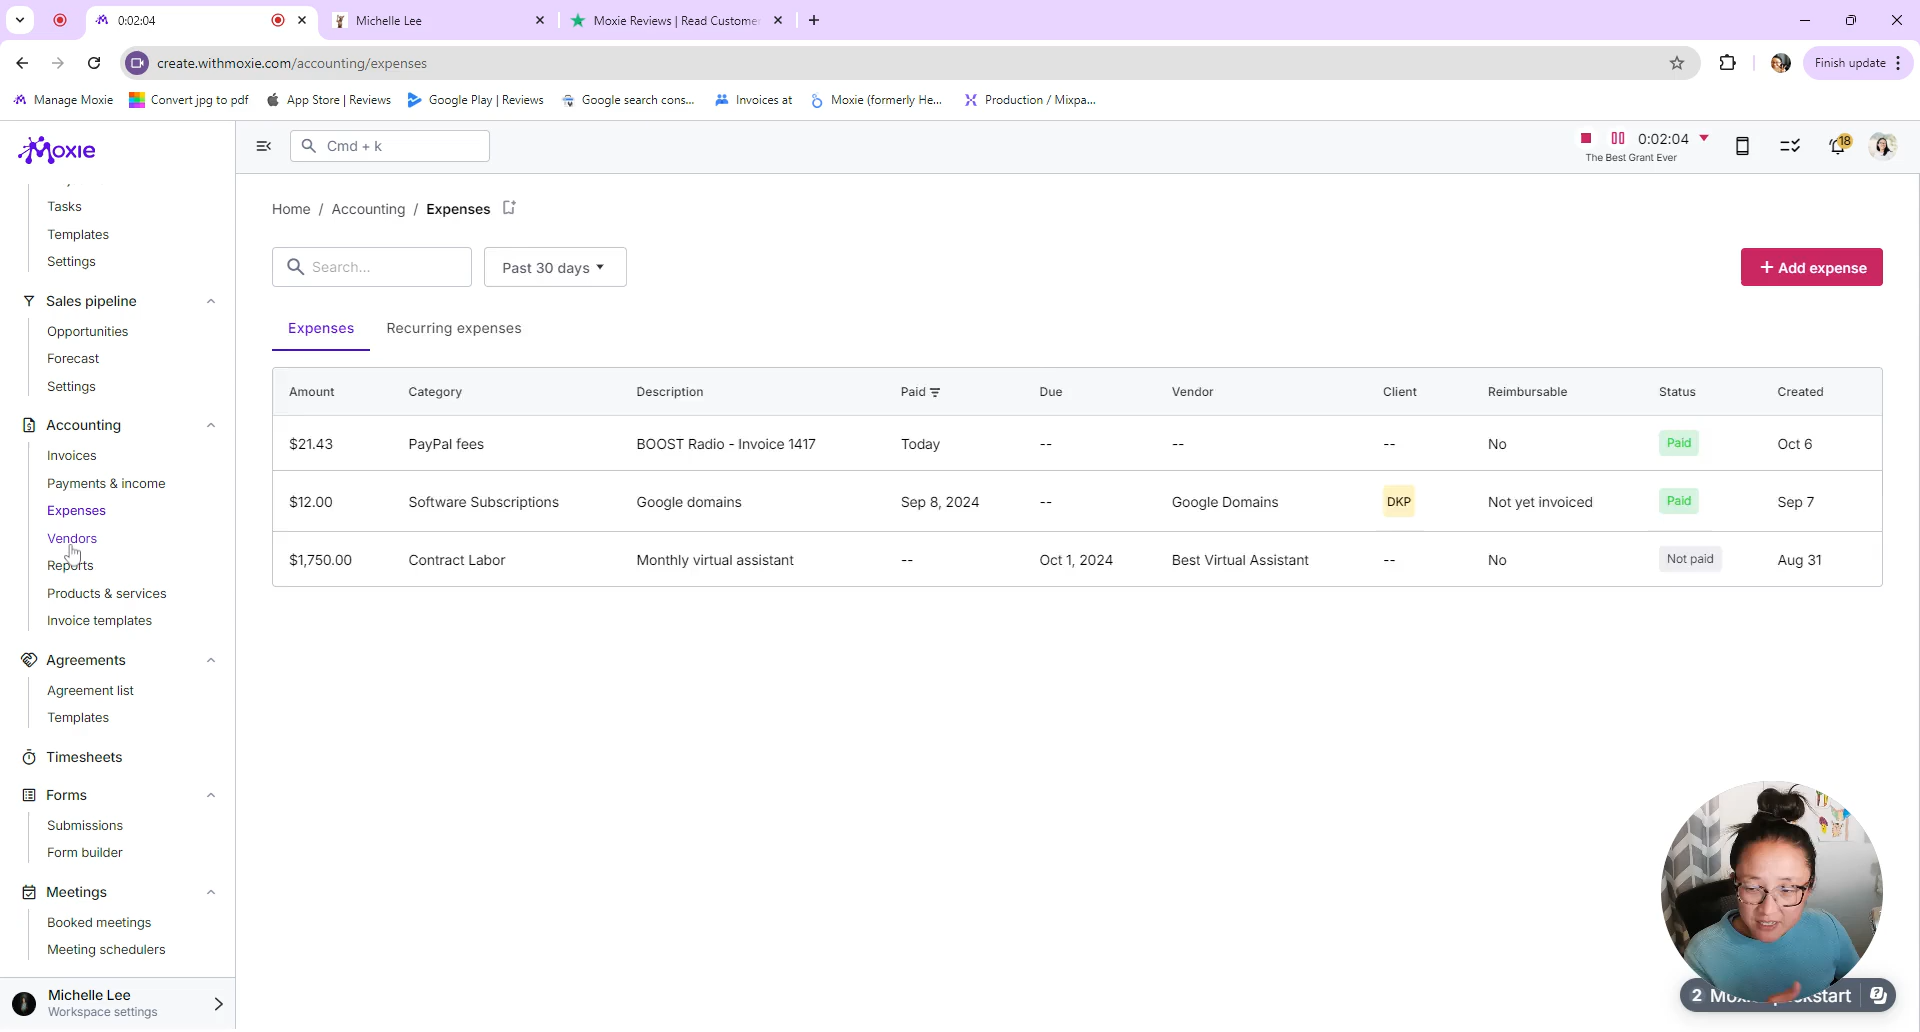 0:02:04
Michelle Lee
Moxie Reviews | Read Custome
create.withmoxie.com/accounting/expenses
Finish update
Manage Moxie
Convert jpg to pdf
App Store | Reviews
Google Play | Reviews
Google search cons...
Invoices at
Moxie (formerly He...
Production / Mixpa...
Moxie
Cmd + k
0:02:04
The Best Grant Ever
18
Tasks
Templates
Settings
Sales pipeline
Opportunities
Forecast
Settings
Accounting
Invoices
Payments & income
Expenses
Vendors
Reports
Products & services
Invoice templates
Agreements
Agreement list
Templates
Timesheets
Forms
Submissions
Form builder
Meetings
Booked meetings
Meeting schedulers
Michelle Lee
Workspace settings
Home / Accounting / Expenses
Search...
Past 30 days
+ Add expense
Expenses
Recurring expenses
Amount Category Description Paid Due Vendor Client Reimbursable Status Created
$21.43 PayPal fees BOOST Radio - Invoice 1417 Today -- -- -- No Paid Oct 6
$12.00 Software Subscriptions Google domains Sep 8, 2024 -- Google Domains DKP Not yet invoiced Paid Sep 7
$1,750.00 Contract Labor Monthly virtual assistant -- Oct 1, 2024 Best Virtual Assistant -- No Not paid Aug 31
2